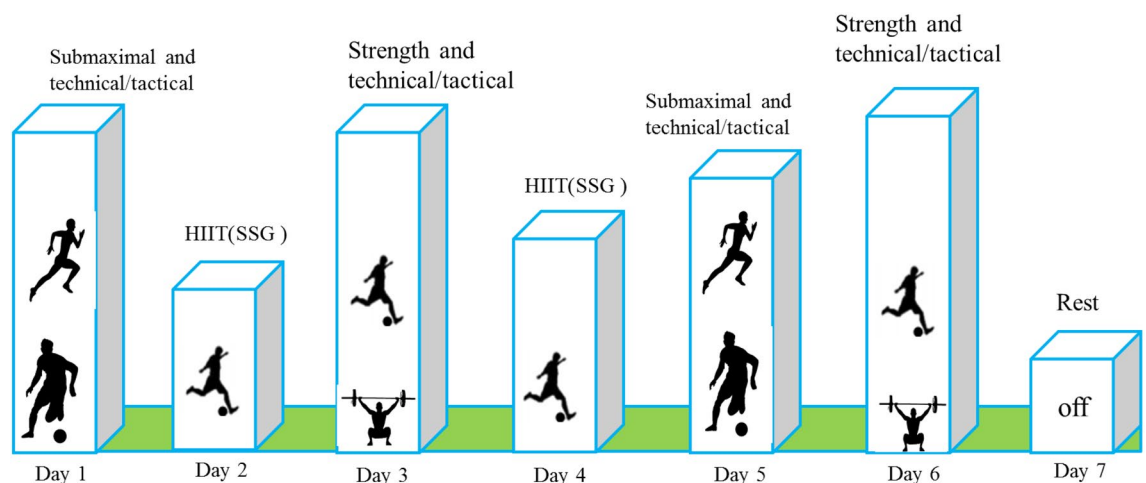 Submaximal and
technical/tactical
HIIT(SSG )
Strength and
technical/tactical
HIIT(SSG )
Submaximal and
technical/tactical
Strength and
technical/tactical
Rest
off
Day 1
Day 2
Day 3
Day 4
Day 5
Day 6
Day 7